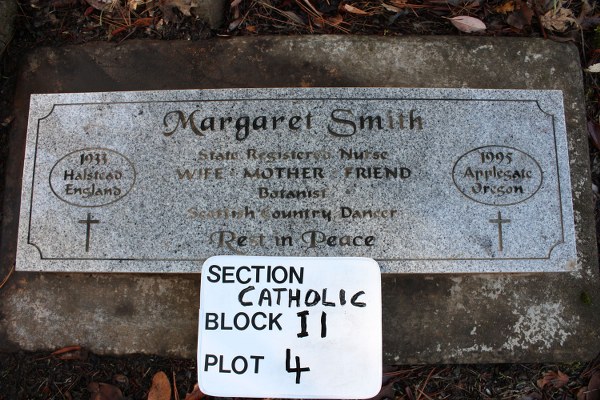 Margaret Smith
State Registered Nurse
WIFE MOTHER FRIEND
Botanist
Scottish Country Dancer
Rest in Peace
1933
Halstead
England
1995
Applegate
Oregon
SECTION
CATHOLIC
BLOCK II
PLOT 4